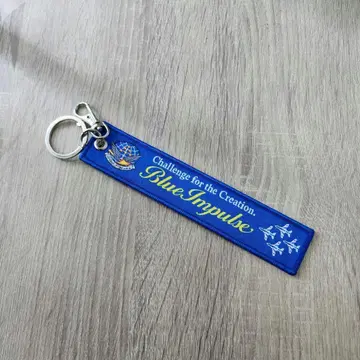 Challenge for the Creation.
Blue Impulse